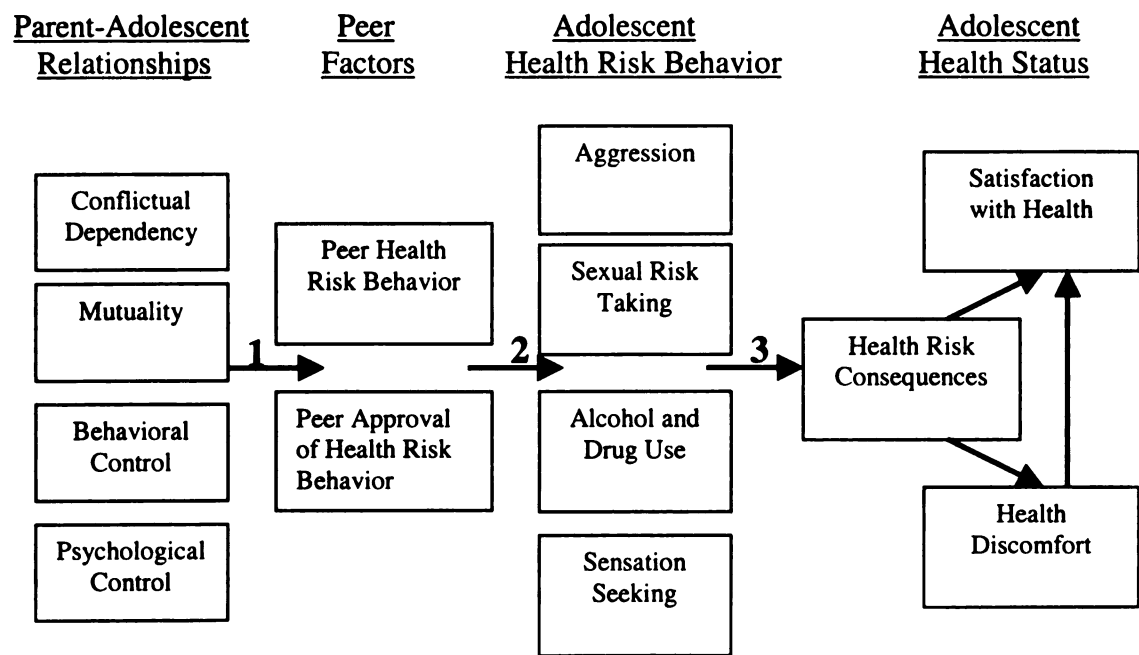 Parent-Adolescent
Relationships
Peer
Factors
Adolescent
Health Risk Behavior
Adolescent
Health Status
Conflictual
Dependency
Mutuality
Behavioral
Control
Psychological
Control
1
Peer Health
Risk Behavior
Peer Approval
of Health Risk
Behavior
2
Aggression
Sexual Risk
Taking
Alcohol and
Drug Use
Sensation
Seeking
3
Health Risk
Consequences
Satisfaction
with Health
Health
Discomfort